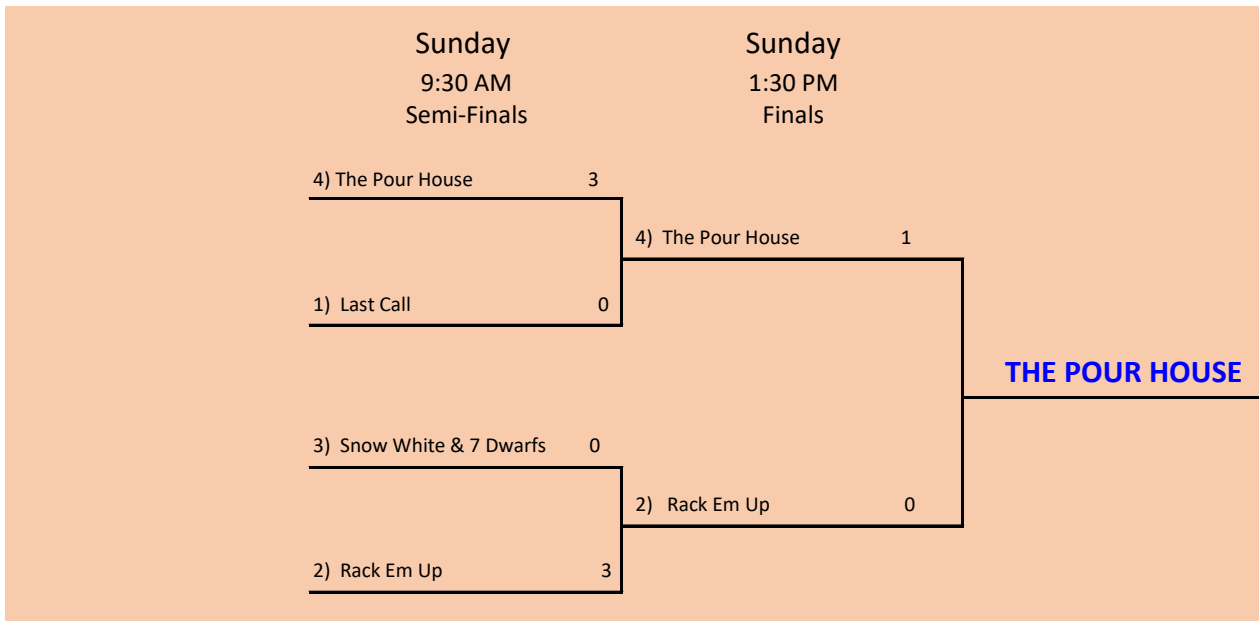 Sunday Sunday
9:30 AM 1:30 PM
Semi-Finals Finals
4) The Pour House 3
4) The Pour House 1
1) Last Call 0
THE POUR HOUSE
3) Snow White & 7 Dwarfs 0
2) Rack Em Up 0
2) Rack Em Up 3